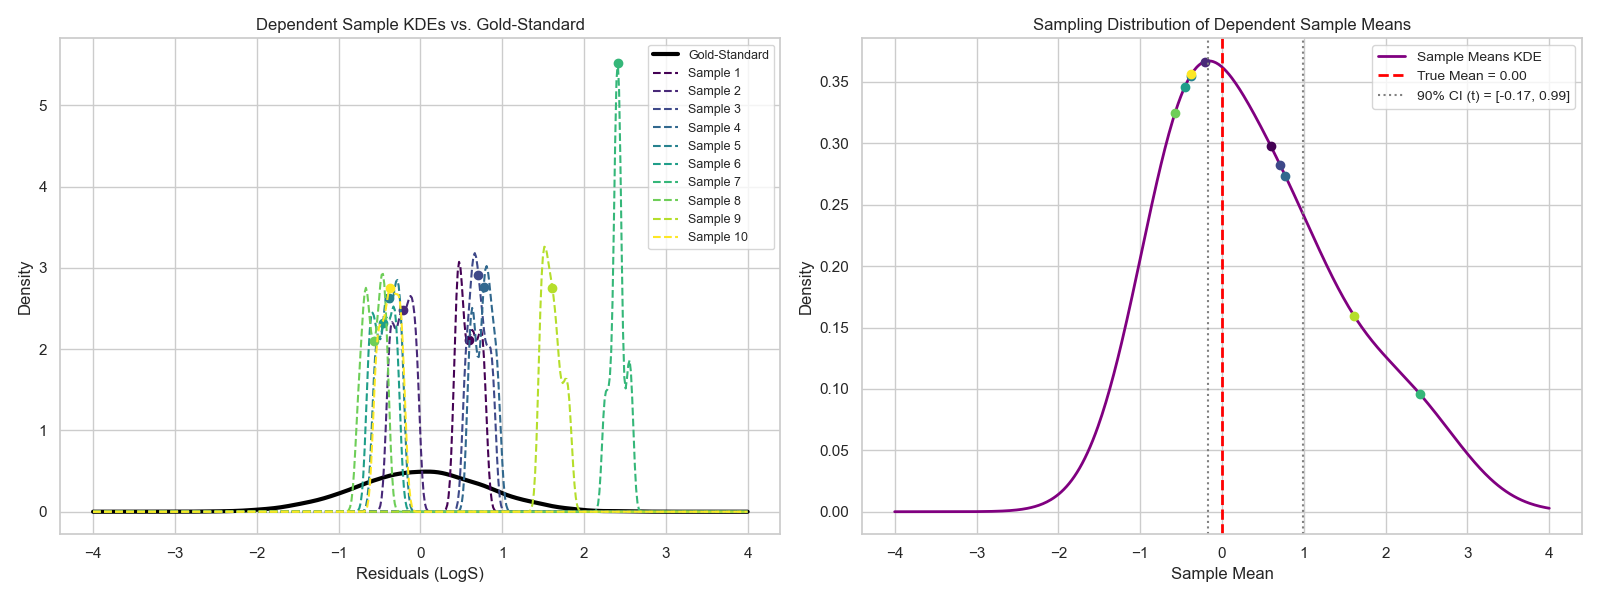 Dependent Sample KDEs vs. Gold-Standard
Density
5
4
3
2
1
0
−4
−3
−2
−1
0
1
2
3
4
Residuals (LogS)
Gold-Standard
Sample 1
Sample 2
Sample 3
Sample 4
Sample 5
Sample 6
Sample 7
Sample 8
Sample 9
Sample 10
Sampling Distribution of Dependent Sample Means
Density
0.35
0.30
0.25
0.20
0.15
0.10
0.05
0.00
−4
−3
−2
−1
0
1
2
3
4
Sample Mean
Sample Means KDE
True Mean = 0.00
90% CI (t) = [-0.17, 0.99]